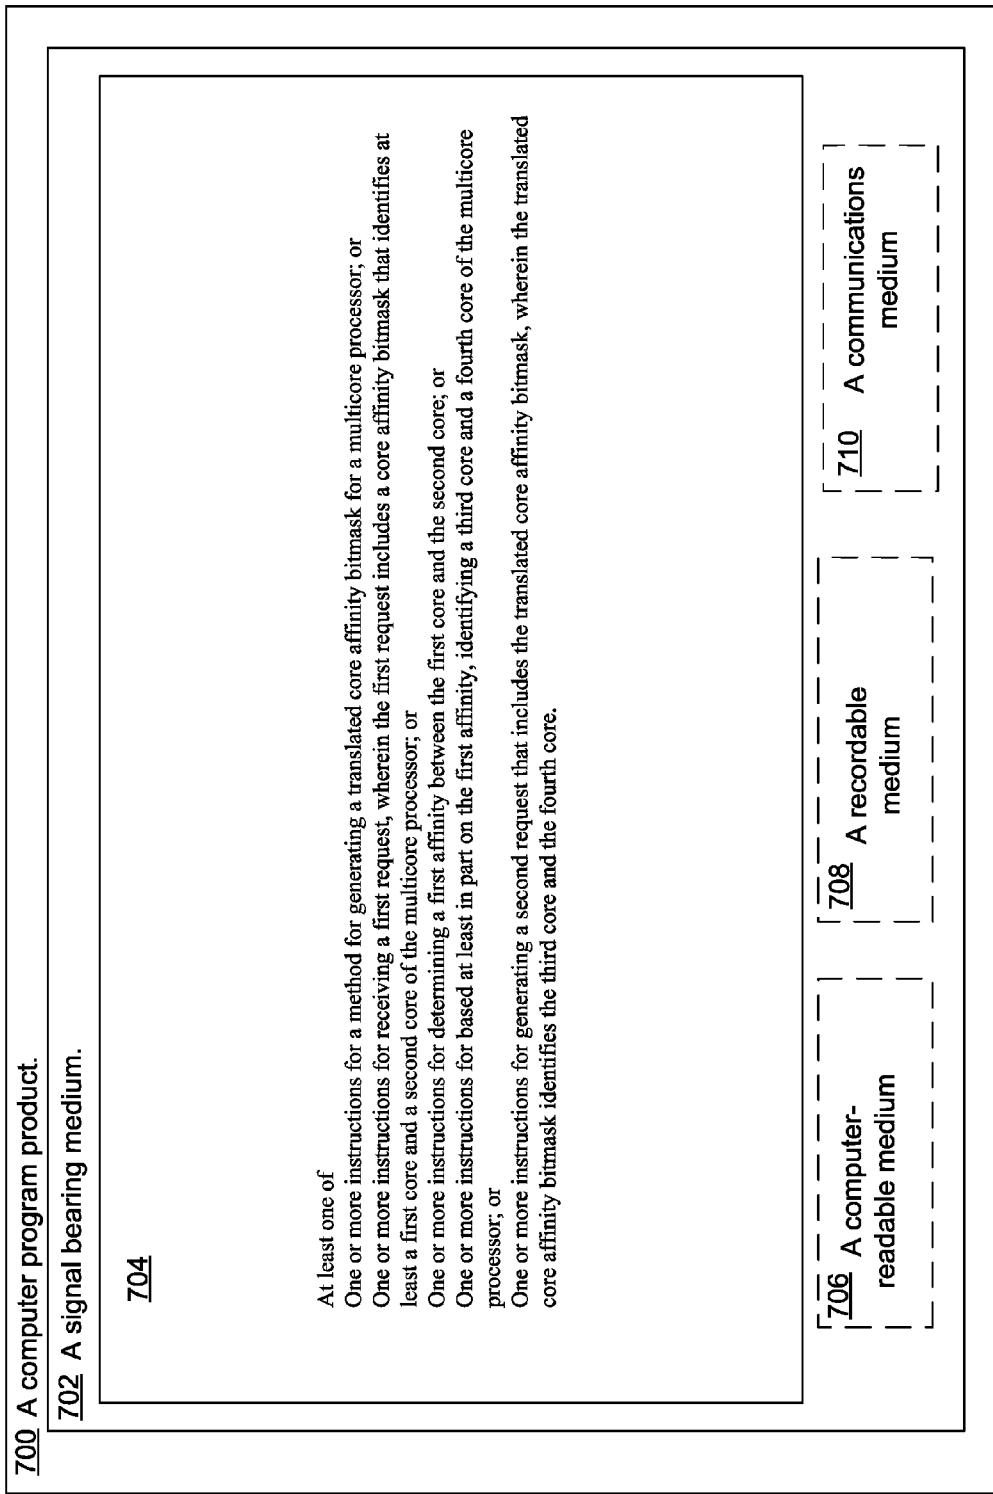 700 A computer program product.
702 A signal bearing medium.
704
At least one of
One or more instructions for a method for generating a translated core affinity bitmask for a multicore processor; or
One or more instructions for receiving a first request, wherein the first request includes a core affinity bitmask that identifies at
least a first core and a second core of the multicore processor; or
One or more instructions for determining a first affinity between the first core and the second core; or
One or more instructions for based at least in part on the first affinity, identifying a third core and a fourth core of the multicore
processor; or
One or more instructions for generating a second request that includes the translated core affinity bitmask, wherein the translated
core affinity bitmask identifies the third core and the fourth core.
706 A computer-
readable medium
708 A recordable
medium
710 A communications
medium